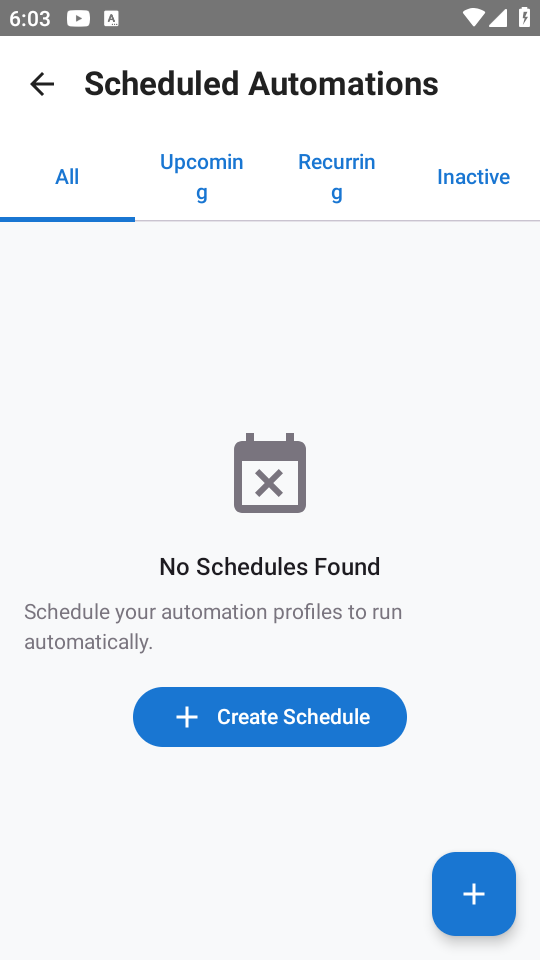 6:03
Scheduled Automations
All
Upcomin
g
Recurrin
g
Inactive
No Schedules Found
Schedule your automation profiles to run
automatically.
Create Schedule